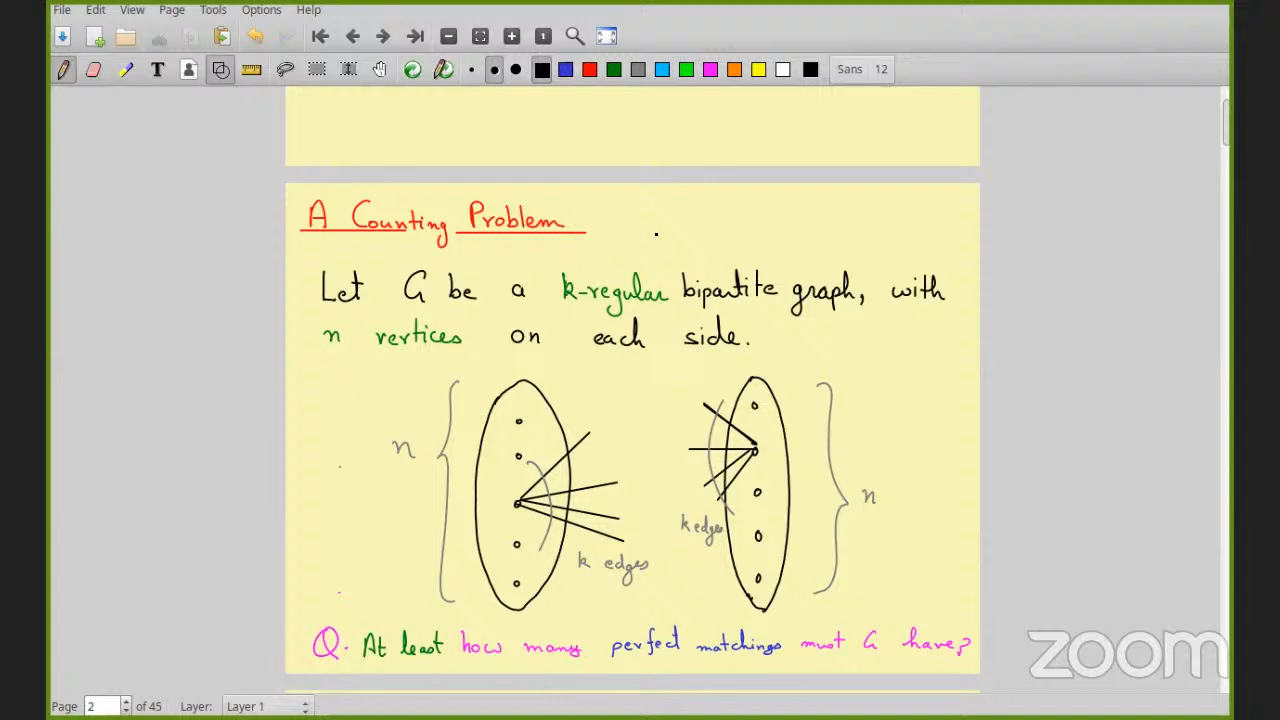 File Edit View Page Tools Options Help
T 1 Sans 12
A Counting Problem
Let G be a k-regular bipartite graph, with
n vertices on each side.
n
n
k edges
k edges
Q. At least how many perfect matchings must G have?
zoom
Page 2 of 45 Layer: Layer 1